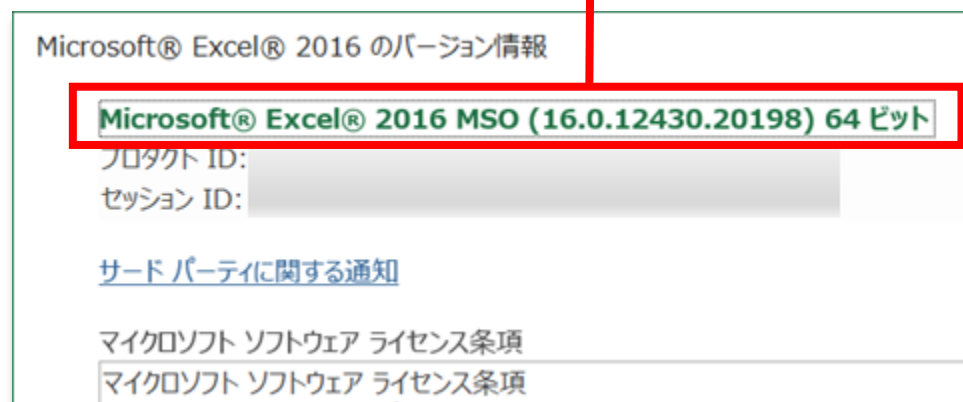 Microsoft® Excel® 2016 のバージョン情報
Microsoft® Excel® 2016 MSO (16.0.12430.20198) 64 ビット
プロダクト ID:
セッション ID:
サード パーティに関する通知
マイクロソフト ソフトウェア ライセンス条項
マイクロソフト ソフトウェア ライセンス条項